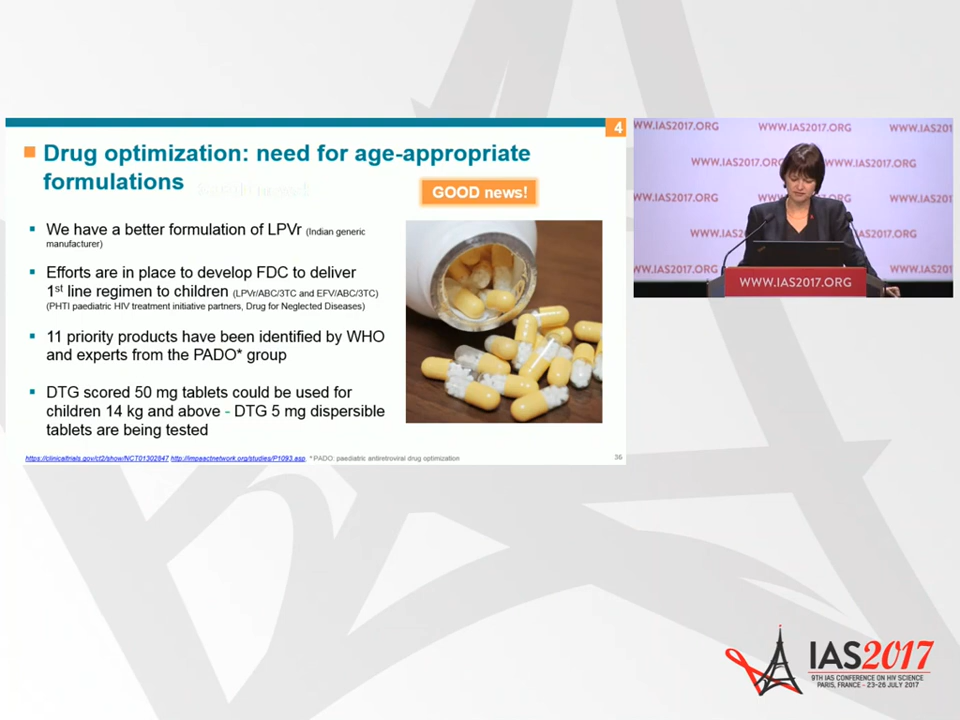 4
Drug optimization: need for age-appropriate
formulations
GOOD news!
We have a better formulation of LPVr (Indian generic
manufacturer)
Efforts are in place to develop FDC to deliver
1st line regimen to children (LPVr/ABC/3TC and EFV/ABC/3TC)
(PHTI paediatric HIV treatment initiative partners, Drug for Neglected Diseases)
11 priority products have been identified by WHO
and experts from the PADO* group
DTG scored 50 mg tablets could be used for
children 14 kg and above - DTG 5 mg dispersible
tablets are being tested
https://clinicaltrials.gov/ct2/show/NCT01302847 http://impaactnetwork.org/studies/P1093.asp. * PADO: paediatric antiretroviral drug optimization
36
WW.IAS2017.ORG WWW.IAS2017.ORG WWW.IAS20
WWW.IAS2017.ORG WWW.IAS2017.ORG
WW.IAS2017.ORG WWW.IAS20
WWW.IAS2017.ORG
WW.IAS2017.ORG WWW.IAS20
WWW.IAS2017.ORG
IAS2017
9TH IAS CONFERENCE ON HIV SCIENCE
PARIS, FRANCE - 23-26 JULY 2017